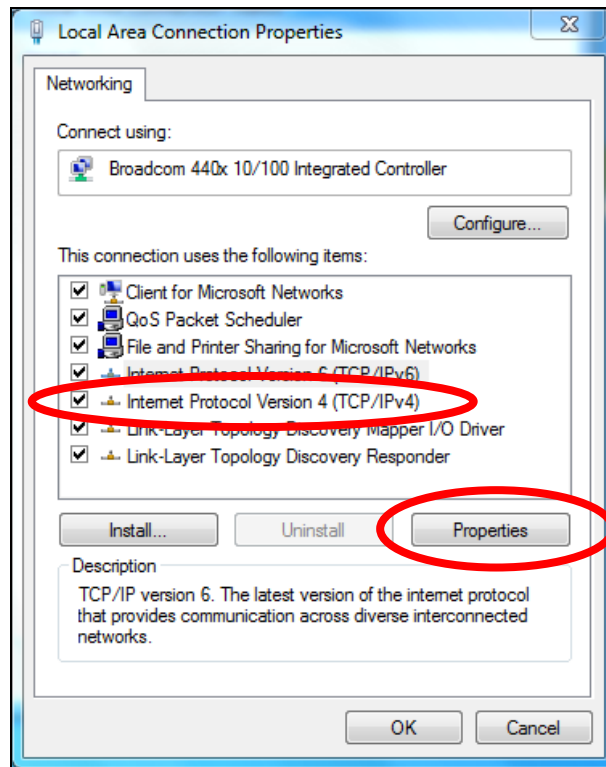 Local Area Connection Properties
Networking
Connect using:
Broadcom 440x 10/100 Integrated Controller
Configure...
This connection uses the following items:
Client for Microsoft Networks
QoS Packet Scheduler
File and Printer Sharing for Microsoft Networks
Internet Protocol Version 6 (TCP/IPv6)
Internet Protocol Version 4 (TCP/IPv4)
Link-Layer Topology Discovery Mapper I/O Driver
Link-Layer Topology Discovery Responder
Install... Uninstall Properties
Description
TCP/IP version 6. The latest version of the internet protocol
that provides communication across diverse interconnected
networks.
OK Cancel